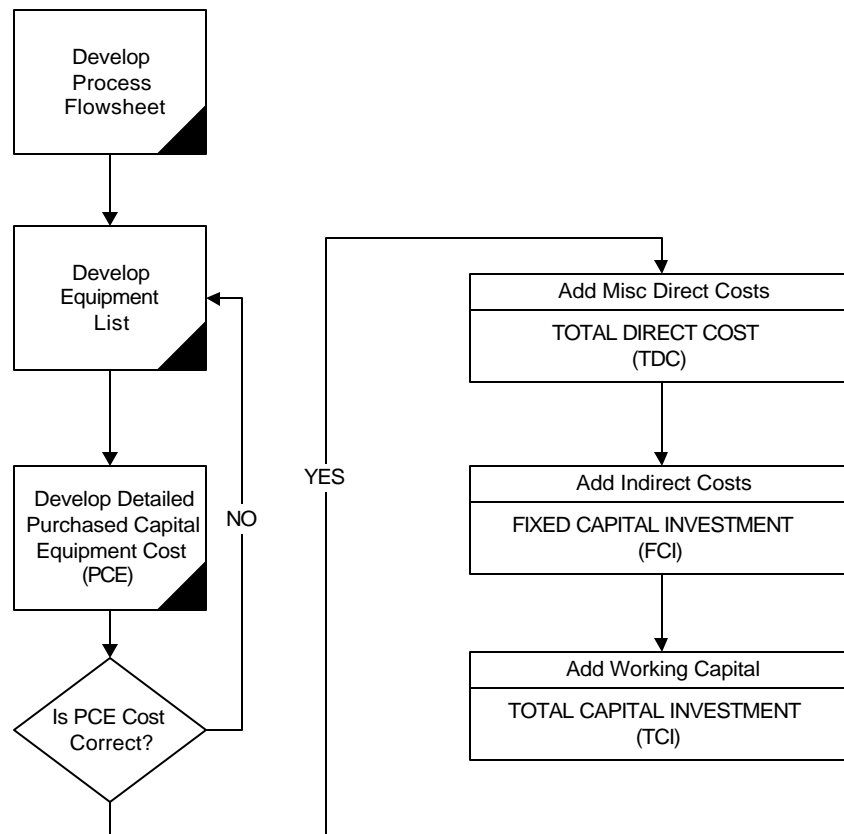 Develop
Process
Flowsheet
Develop
Equipment
List
Develop Detailed
Purchased Capital
Equipment Cost
(PCE)
NO
Is PCE Cost
Correct?
YES
Add Misc Direct Costs
TOTAL DIRECT COST
(TDC)
Add Indirect Costs
FIXED CAPITAL INVESTMENT
(FCI)
Add Working Capital
TOTAL CAPITAL INVESTMENT
(TCI)